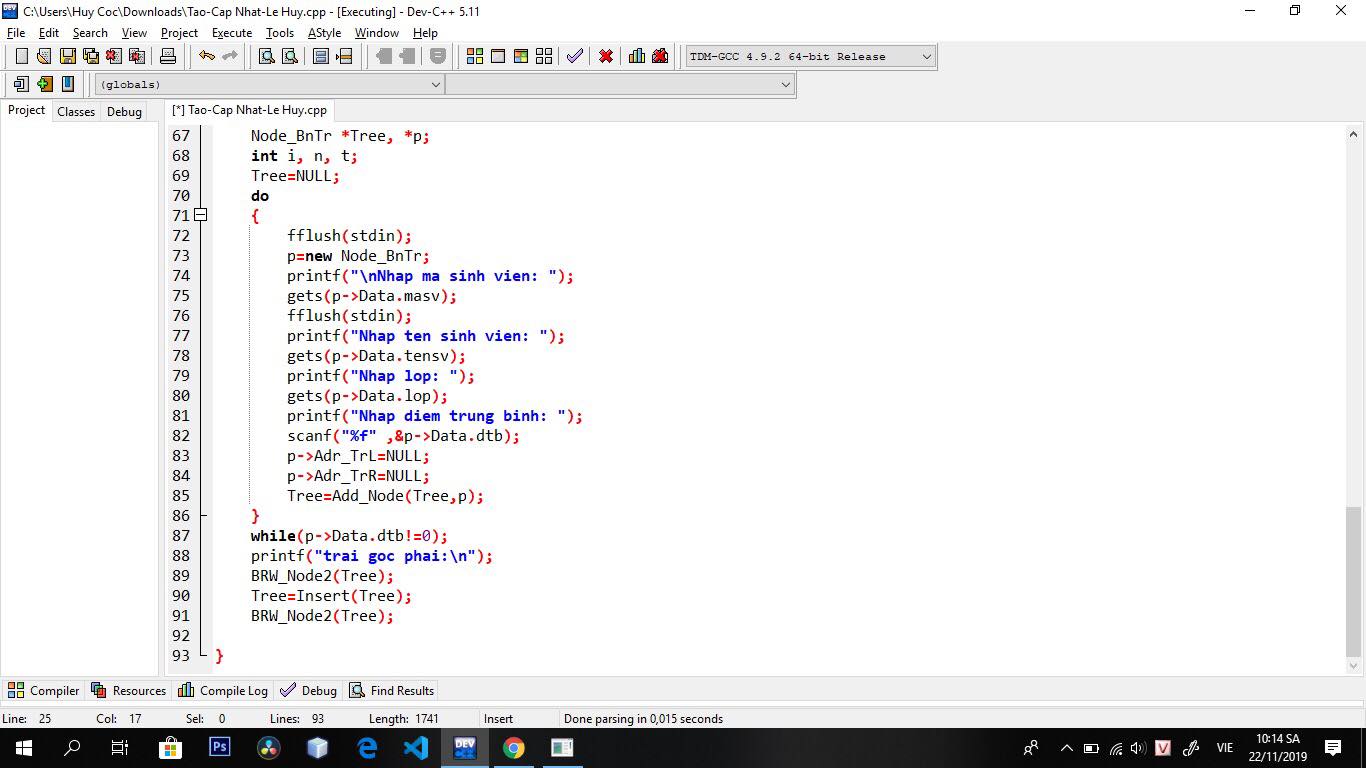 C:\Users\Huy Coc\Downloads\Tao-Cap Nhat-Le Huy.cpp - [Executing] - Dev-C++ 5.11
File Edit Search View Project Execute Tools AStyle Window Help
TDM-GCC 4.9.2 64-bit Release
(globals)
Project Classes Debug [*] Tao-Cap Nhat-Le Huy.cpp
67 Node_BnTr *Tree, *p;
68 int i, n, t;
69 Tree=NULL;
70 do
71 {
72 fflush(stdin);
73 p=new Node_BnTr;
74 printf("\nNhap ma sinh vien: ");
75 gets(p->Data.masv);
76 fflush(stdin);
77 printf("Nhap ten sinh vien: ");
78 gets(p->Data.tensv);
79 printf("Nhap lop: ");
80 gets(p->Data.lop);
81 printf("Nhap diem trung binh: ");
82 scanf("%f" ,&p->Data.dtb);
83 p->Adr_TrL=NULL;
84 p->Adr_TrR=NULL;
85 Tree=Add_Node(Tree,p);
86 }
87 while(p->Data.dtb!=0);
88 printf("trai goc phai:\n");
89 BRW_Node2(Tree);
90 Tree=Insert(Tree);
91 BRW_Node2(Tree);
92
93 }
Compiler Resources Compile Log Debug Find Results
Line: 25 Col: 17 Sel: 0 Lines: 93 Length: 1741 Insert Done parsing in 0,015 seconds
Ps DEV V VIE 10:14 SA
22/11/2019